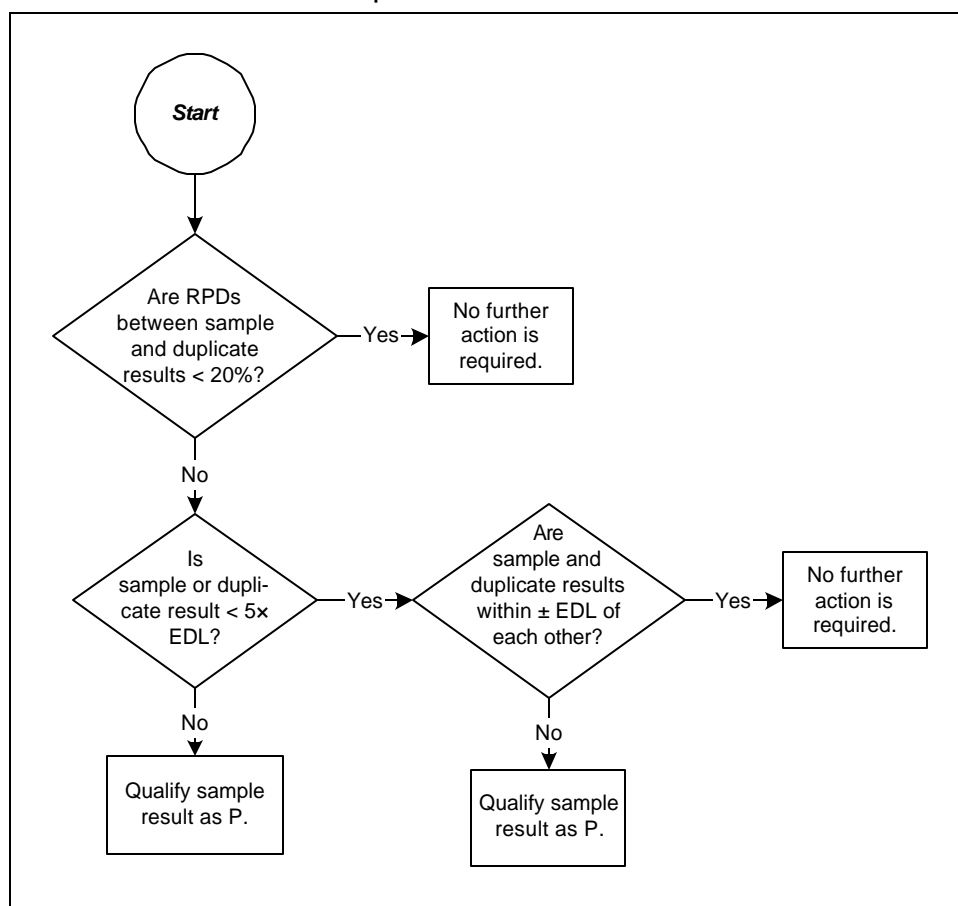 Start
Are RPDs
between sample
and duplicate
results < 20%?
Yes
No further
action is
required.
No
Is
sample or dupli-
cate result < 5×
EDL?
Yes
Are
sample and
duplicate results
within ± EDL of
each other?
Yes
No further
action is
required.
No
Qualify sample
result as P.
No
Qualify sample
result as P.